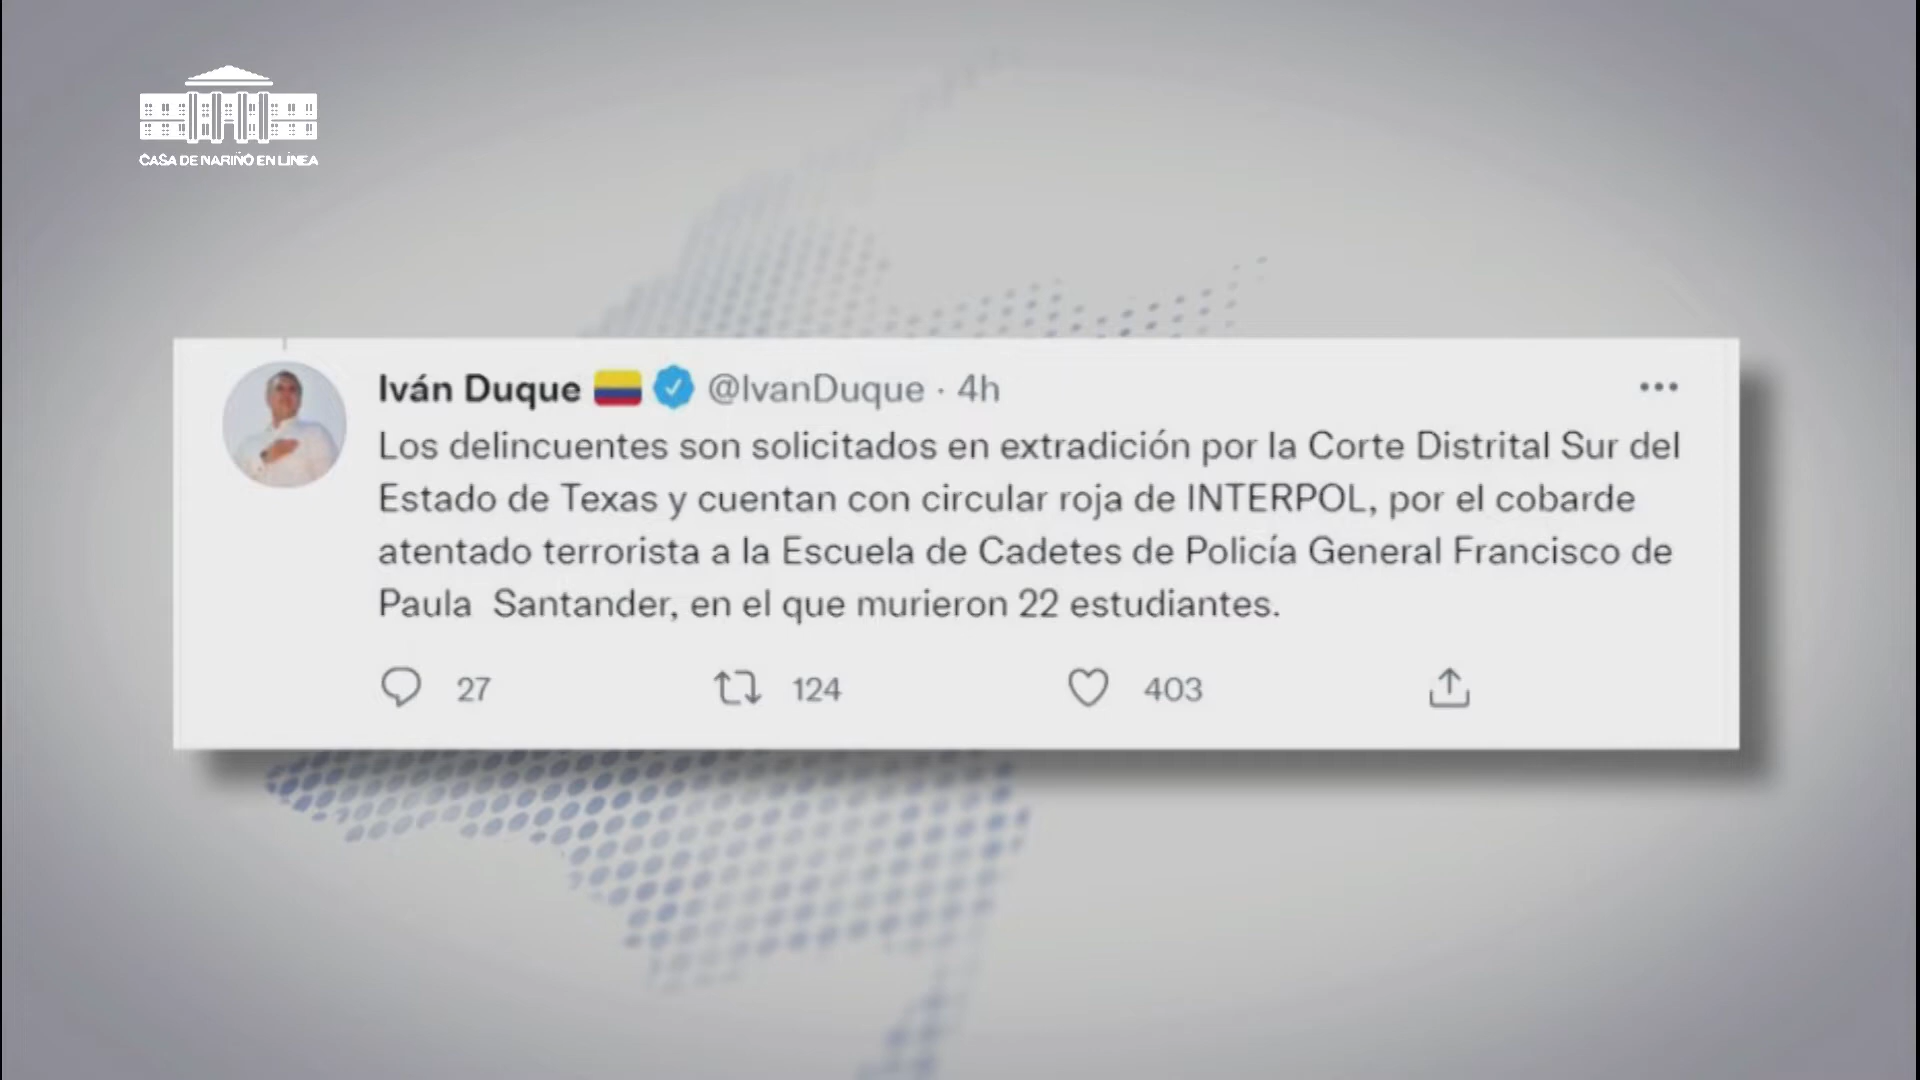 CASA DE NARIÑO EN LÍNEA
Iván Duque @IvanDuque · 4h
Los delincuentes son solicitados en extradición por la Corte Distrital Sur del
Estado de Texas y cuentan con circular roja de INTERPOL, por el cobarde
atentado terrorista a la Escuela de Cadetes de Policía General Francisco de
Paula  Santander, en el que murieron 22 estudiantes.
27 124 403